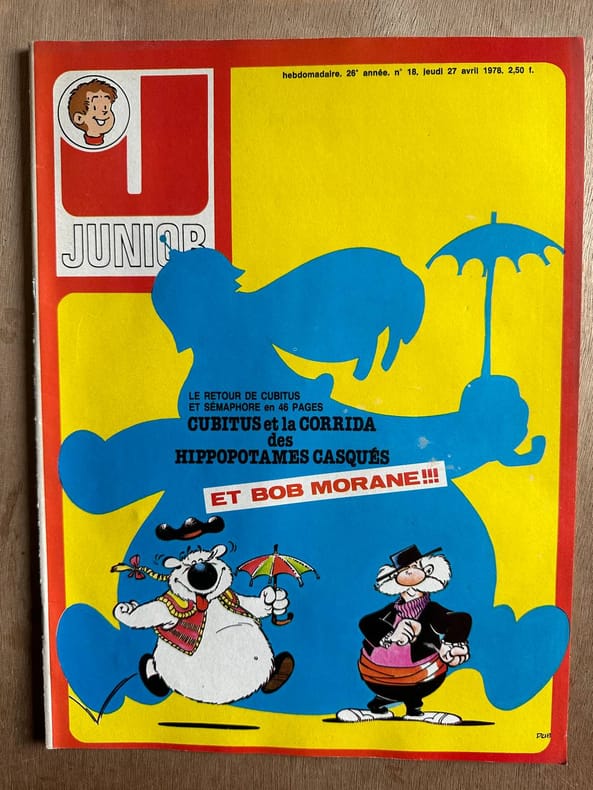 hebdomadaire. 26e année. n° 18, jeudi 27 avril 1978. 2,50 f.
J
JUNIOR
LE RETOUR DE CUBITUS
ET SÉMAPHORE en 46 PAGES
CUBITUS et la CORRIDA
des
HIPPOPOTAMES CASQUÉS
ET BOB MORANE!!!